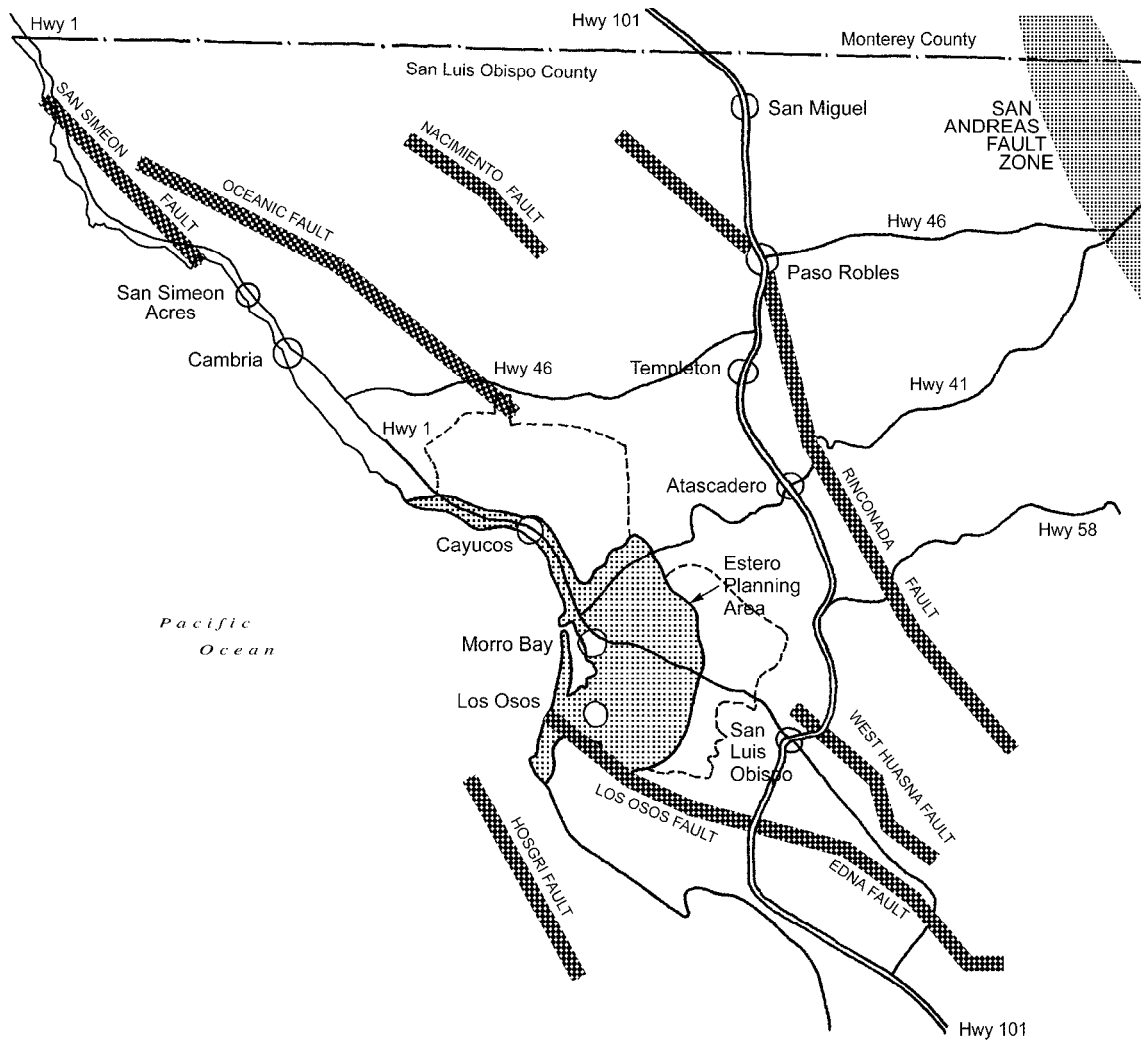 Hwy 1
Hwy 101
Monterey County
San Luis Obispo County
SAN
ANDREAS
FAULT
ZONE
San Miguel
SAN SIMEON
FAULT
OCEANIC FAULT
NACIMIENTO FAULT
Hwy 46
Paso Robles
San Simeon
Acres
Cambria
Hwy 46
Templeton
Hwy 41
Hwy 1
Atascadero
RINCONADA
FAULT
Hwy 58
Cayucos
Estero
Planning
Area
Pacific
Ocean
Morro Bay
Los Osos
San
Luis
Obispo
WEST HUASNA FAULT
LOS OSOS FAULT
HOSGRI FAULT
EDNA FAULT
Hwy 101